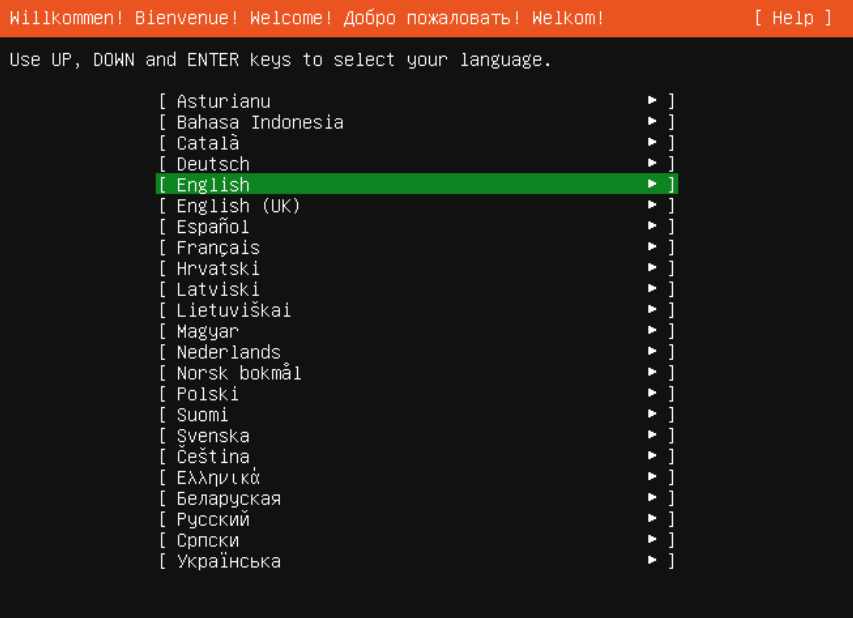 Willkommen! Bienvenue! Welcome! Добро пожаловать! Welkom! [ Help ]
Use UP, DOWN and ENTER keys to select your language.
[ Asturianu ► ]
[ Bahasa Indonesia ► ]
[ Català ► ]
[ Deutsch ► ]
[ English ► ]
[ English (UK) ► ]
[ Español ► ]
[ Français ► ]
[ Hrvatski ► ]
[ Latviski ► ]
[ Lietuviškai ► ]
[ Magyar ► ]
[ Nederlands ► ]
[ Norsk bokmål ► ]
[ Polski ► ]
[ Suomi ► ]
[ Svenska ► ]
[ Čeština ► ]
[ Ελληνικά ► ]
[ Беларуская ► ]
[ Русский ► ]
[ Српски ► ]
[ Українська ► ]